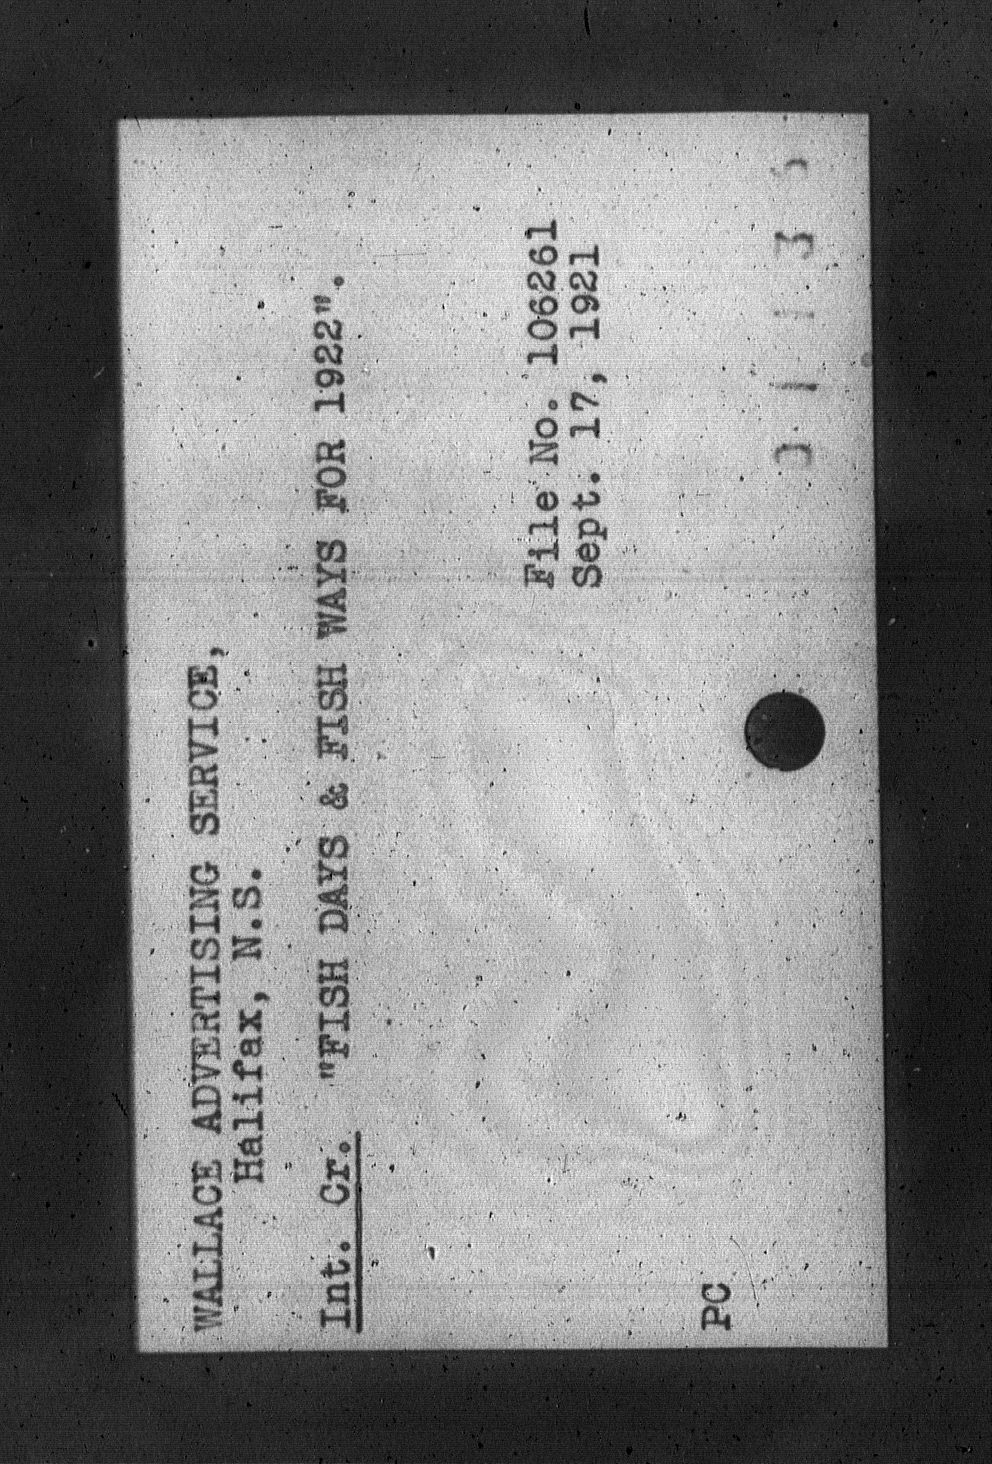 WALLACE ADVERTISING SERVICE,
Halifax, N.S.
Int. Cr. "FISH DAYS & FISH WAYS FOR 1922".
File No. 106261
Sept. 17, 1921
PC